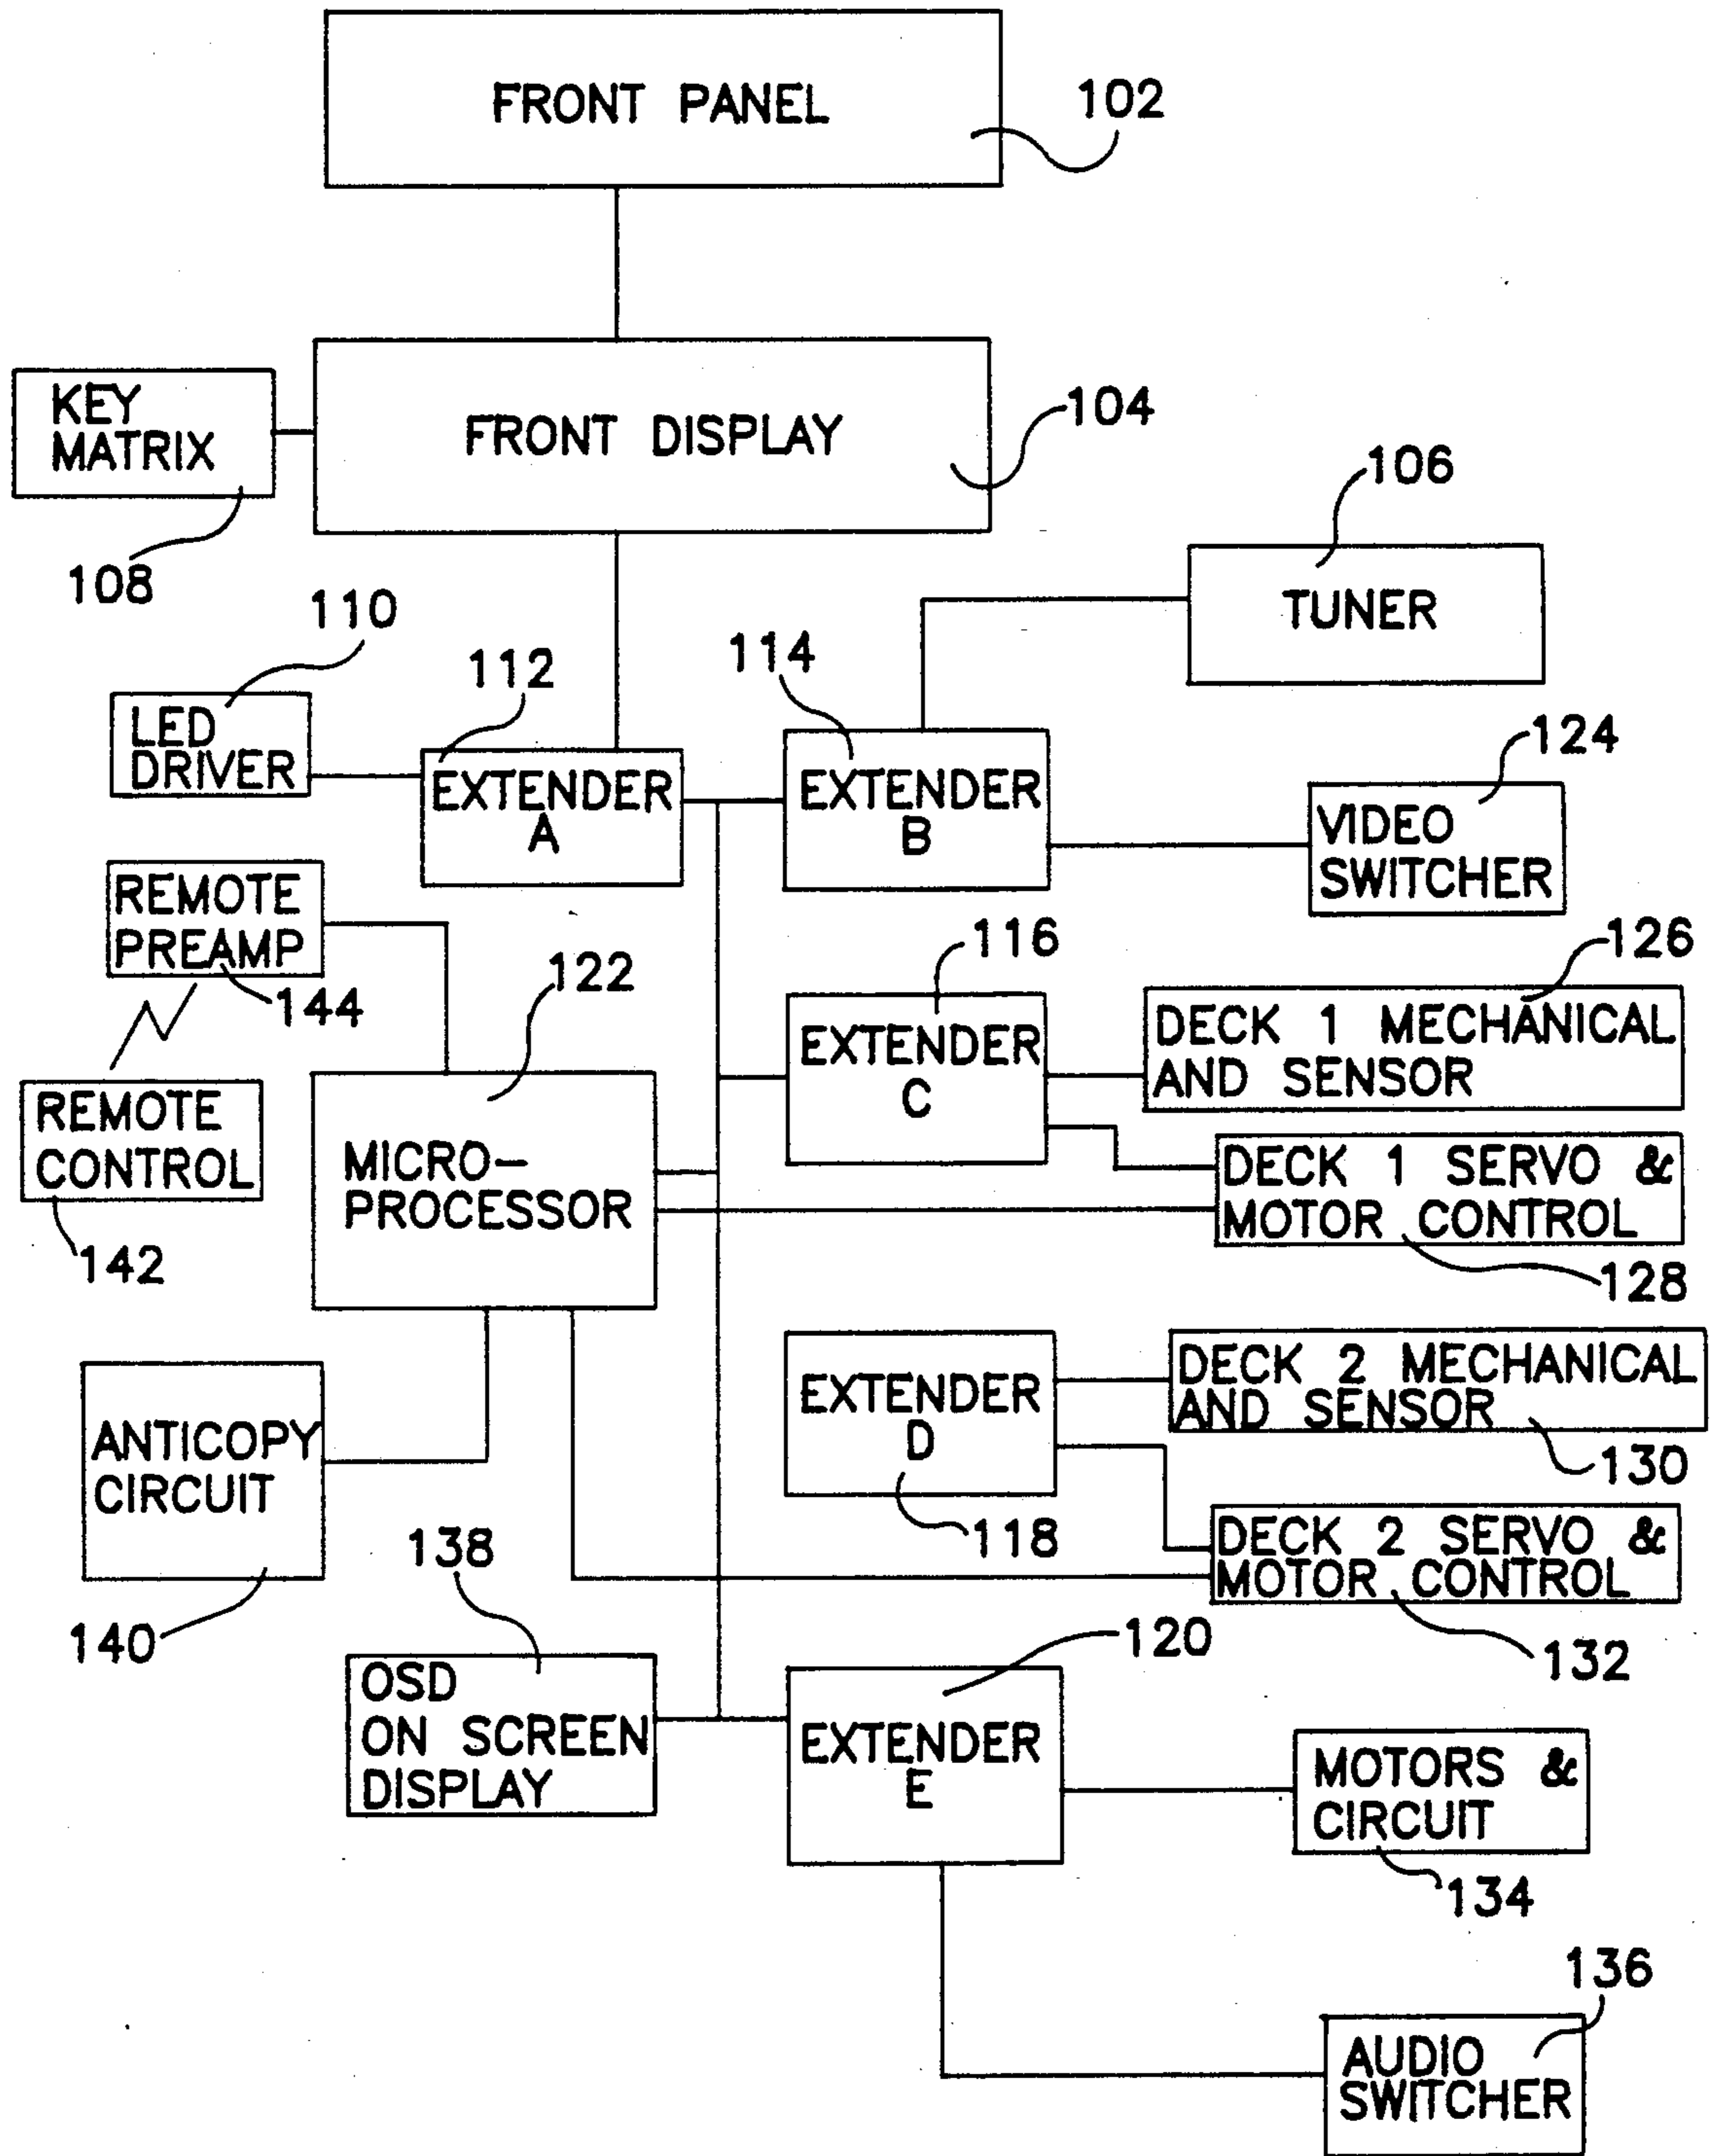 FRONT PANEL
102
KEY
MATRIX
108
FRONT DISPLAY
104
106
TUNER
110
LED
DRIVER
112
EXTENDER
A
114
EXTENDER
B
124
VIDEO
SWITCHER
REMOTE
PREAMP
144
REMOTE
CONTROL
142
122
MICRO-
PROCESSOR
116
EXTENDER
C
126
DECK 1 MECHANICAL
AND SENSOR
DECK 1 SERVO &
MOTOR CONTROL
128
ANTICOPY
CIRCUIT
140
EXTENDER
D
118
DECK 2 MECHANICAL
AND SENSOR
130
DECK 2 SERVO &
MOTOR CONTROL
132
138
OSD
ON SCREEN
DISPLAY
120
EXTENDER
E
MOTORS &
CIRCUIT
134
136
AUDIO
SWITCHER